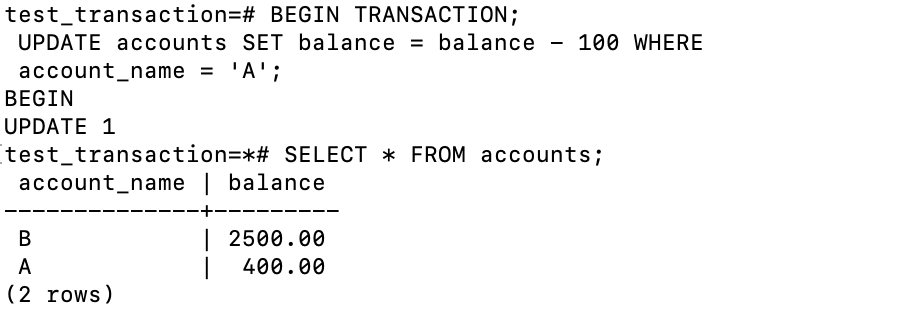 test_transaction=# BEGIN TRANSACTION;
 UPDATE accounts SET balance = balance – 100 WHERE
 account_name = 'A';
BEGIN
UPDATE 1
test_transaction=*# SELECT * FROM accounts;
 account_name | balance
--------------+---------
 B            | 2500.00
 A            |  400.00
(2 rows)